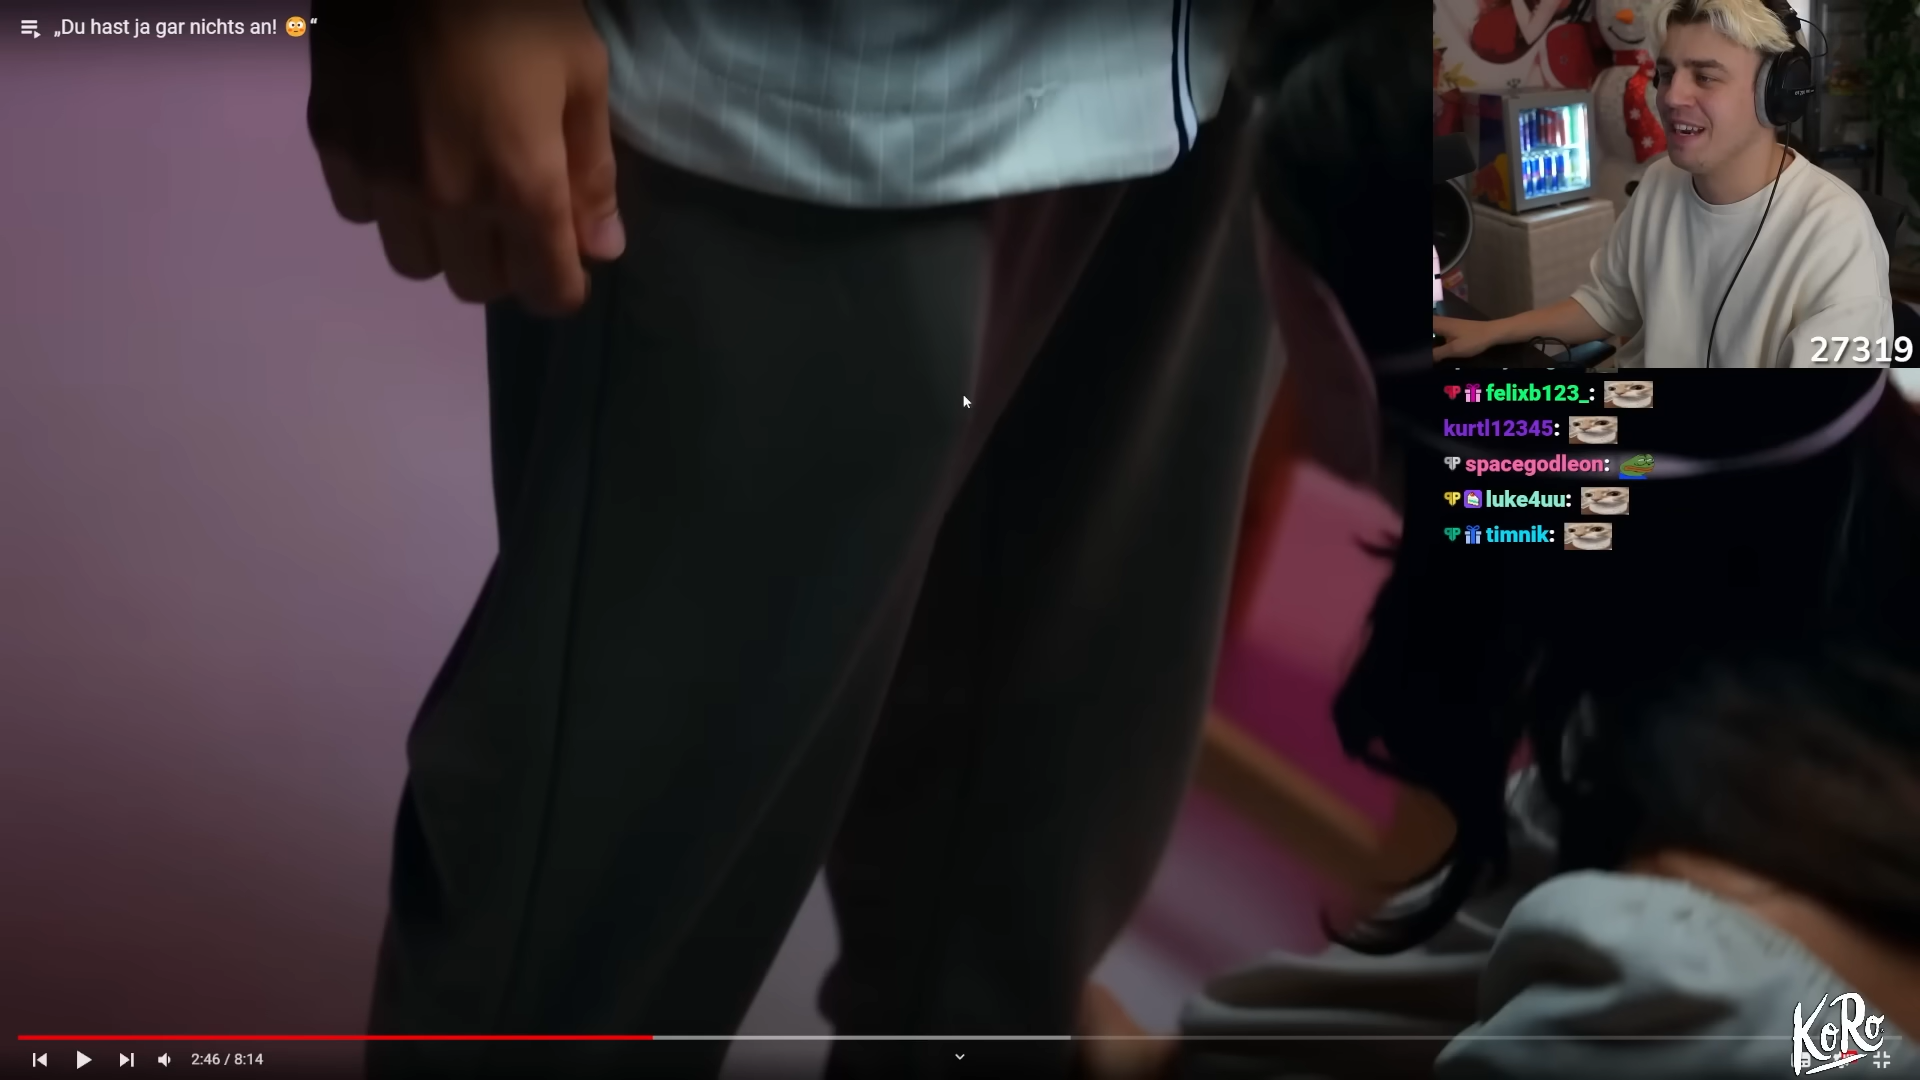 „Du hast ja gar nichts an! 😳“
27319
felixb123_:
kurtl12345:
spacegodleon:
luke4uu:
timnik:
KoRo
2:46 / 8:14